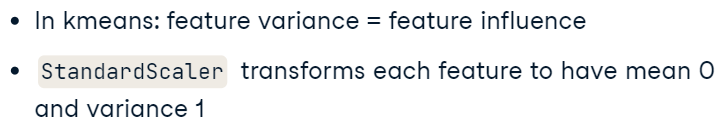 • In kmeans: feature variance = feature influence
• StandardScaler transforms each feature to have mean 0
and variance 1